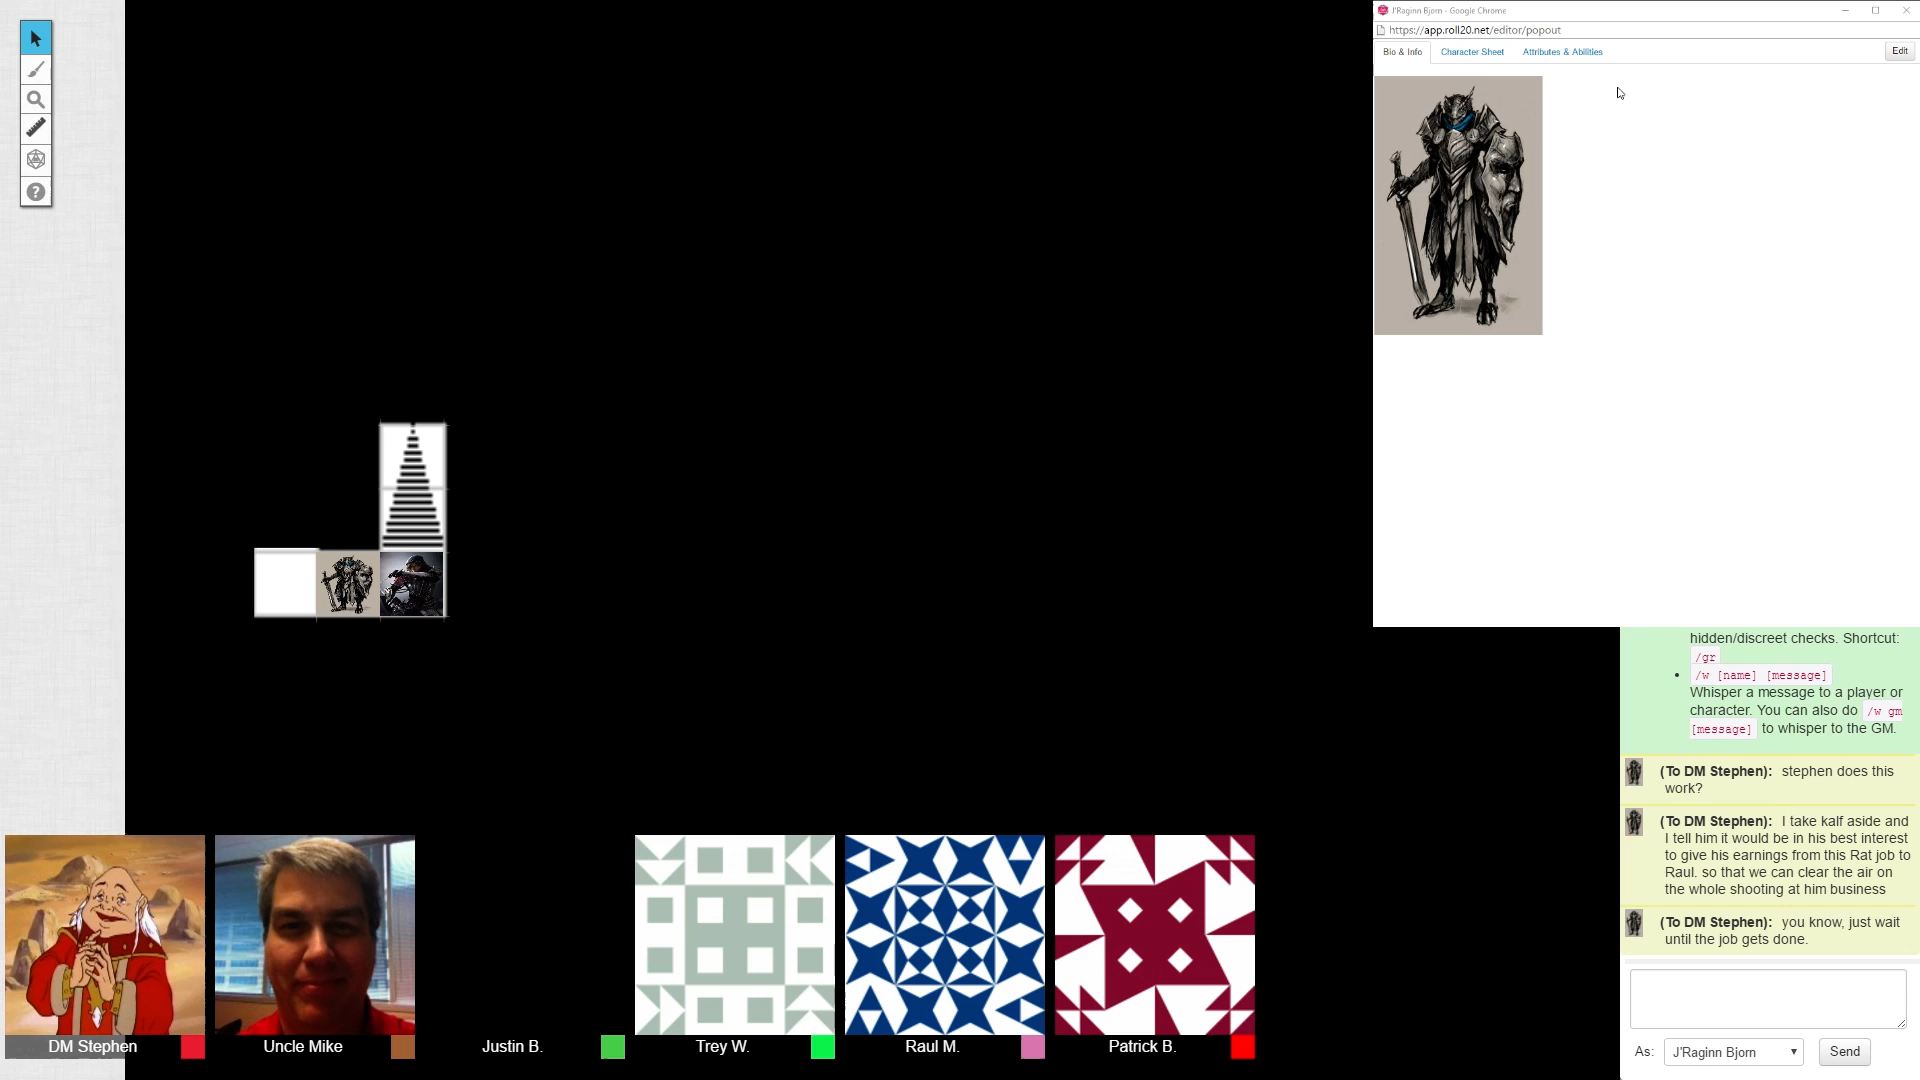 J'Raginn Bjorn - Google Chrome
https://app.roll20.net/editor/popout
Bio & Info
Character Sheet
Attributes & Abilities
Edit
hidden/discreet checks. Shortcut:
/gr
/w [name] [message]
Whisper a message to a player or
character. You can also do /w gm
[message] to whisper to the GM.
(To DM Stephen): stephen does this
work?
(To DM Stephen): I take kalf aside and
I tell him it would be in his best interest
to give his earnings from this Rat job to
Raul. so that we can clear the air on
the whole shooting at him business
(To DM Stephen): you know, just wait
until the job gets done.
As:
J'Raginn Bjorn
Send
DM Stephen
Uncle Mike
Justin B.
Trey W.
Raul M.
Patrick B.